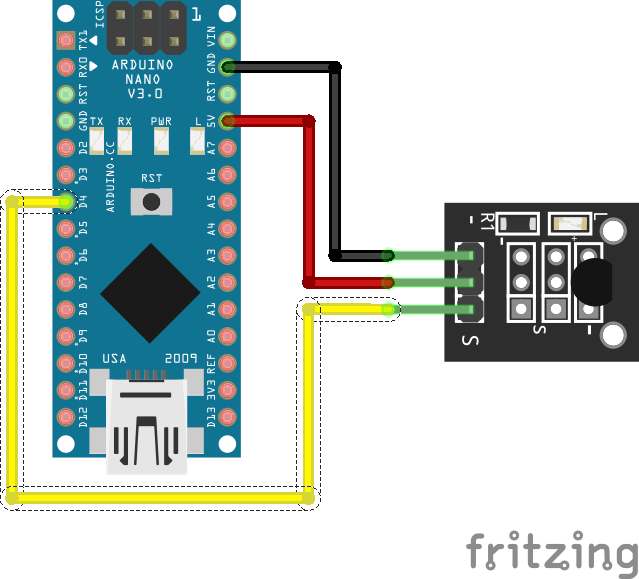 ICSP
1
TX1
RX0
RST
GND
D2
D3
D4
D5
D6
D7
D8
D9
D10
D11
D12
VIN
GND
RST
5V
A7
A6
A5
A4
A3
A2
A1
A0
REF
3V3
D13
ARDUINO
NANO
V3.0
TX RX PWR L
ARDUINO.CC
RST
USA 2009
- R1 L
- +
S -
S
fritzing